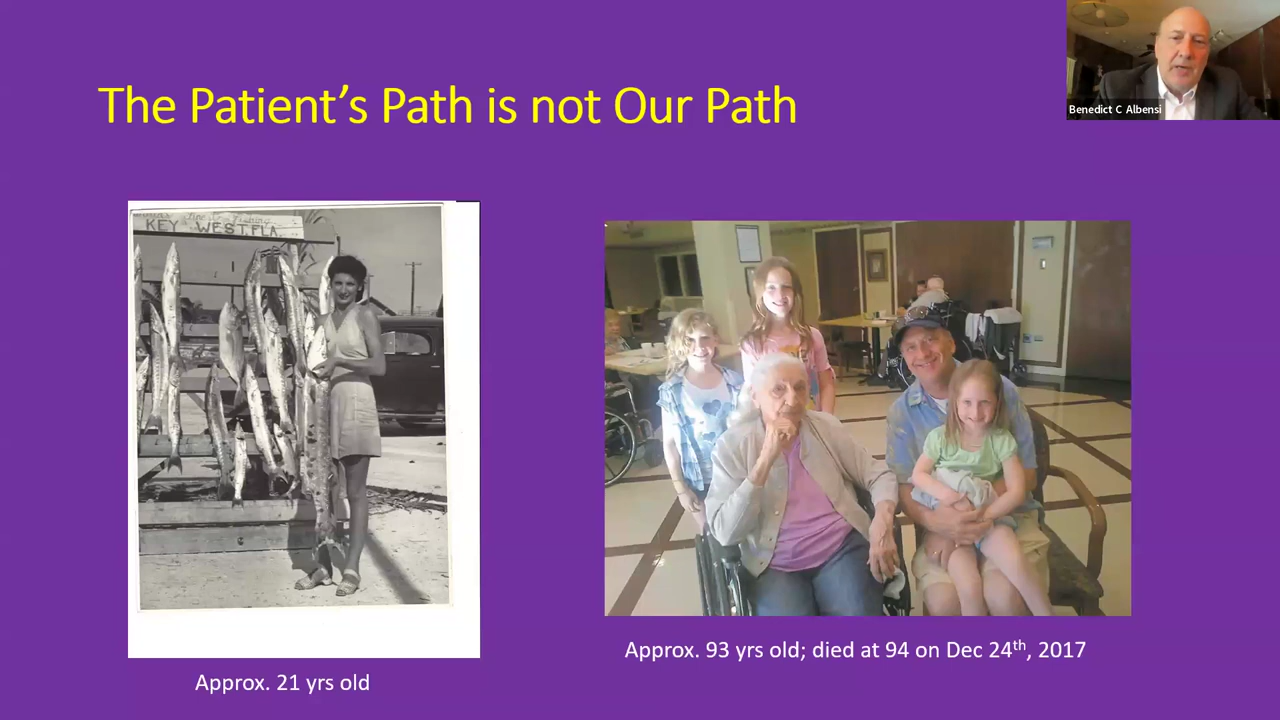 The Patient's Path is not Our Path
Benedict C Albensi
KEY WEST FLA.
Approx. 21 yrs old
Approx. 93 yrs old; died at 94 on Dec 24th, 2017